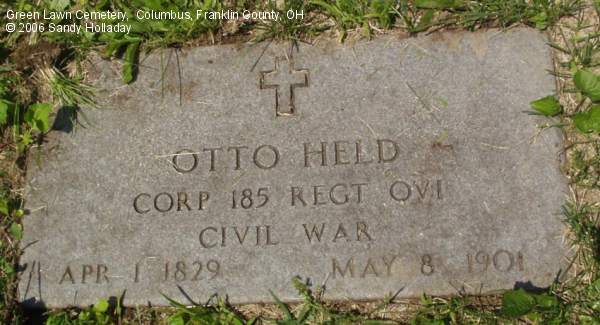 Green Lawn Cemetery,  Columbus, Franklin County, OH
© 2006 Sandy Holladay
OTTO HELD
CORP 185 REGT OVI
CIVIL WAR
APR 1 1829 MAY 8 1901